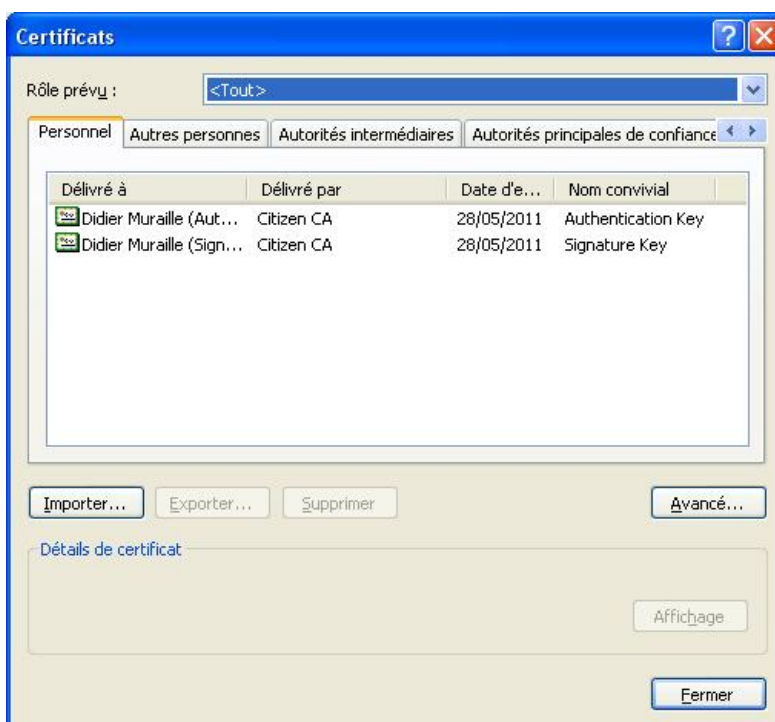 Certificats
Rôle prévu : <Tout>
Personnel Autres personnes Autorités intermédiaires Autorités principales de confiance
Délivré à Délivré par Date d'e... Nom convivial
Didier Muraille (Aut... Citizen CA 28/05/2011 Authentication Key
Didier Muraille (Sign... Citizen CA 28/05/2011 Signature Key
Importer... Exporter... Supprimer Avancé...
Détails de certificat
Affichage
Fermer